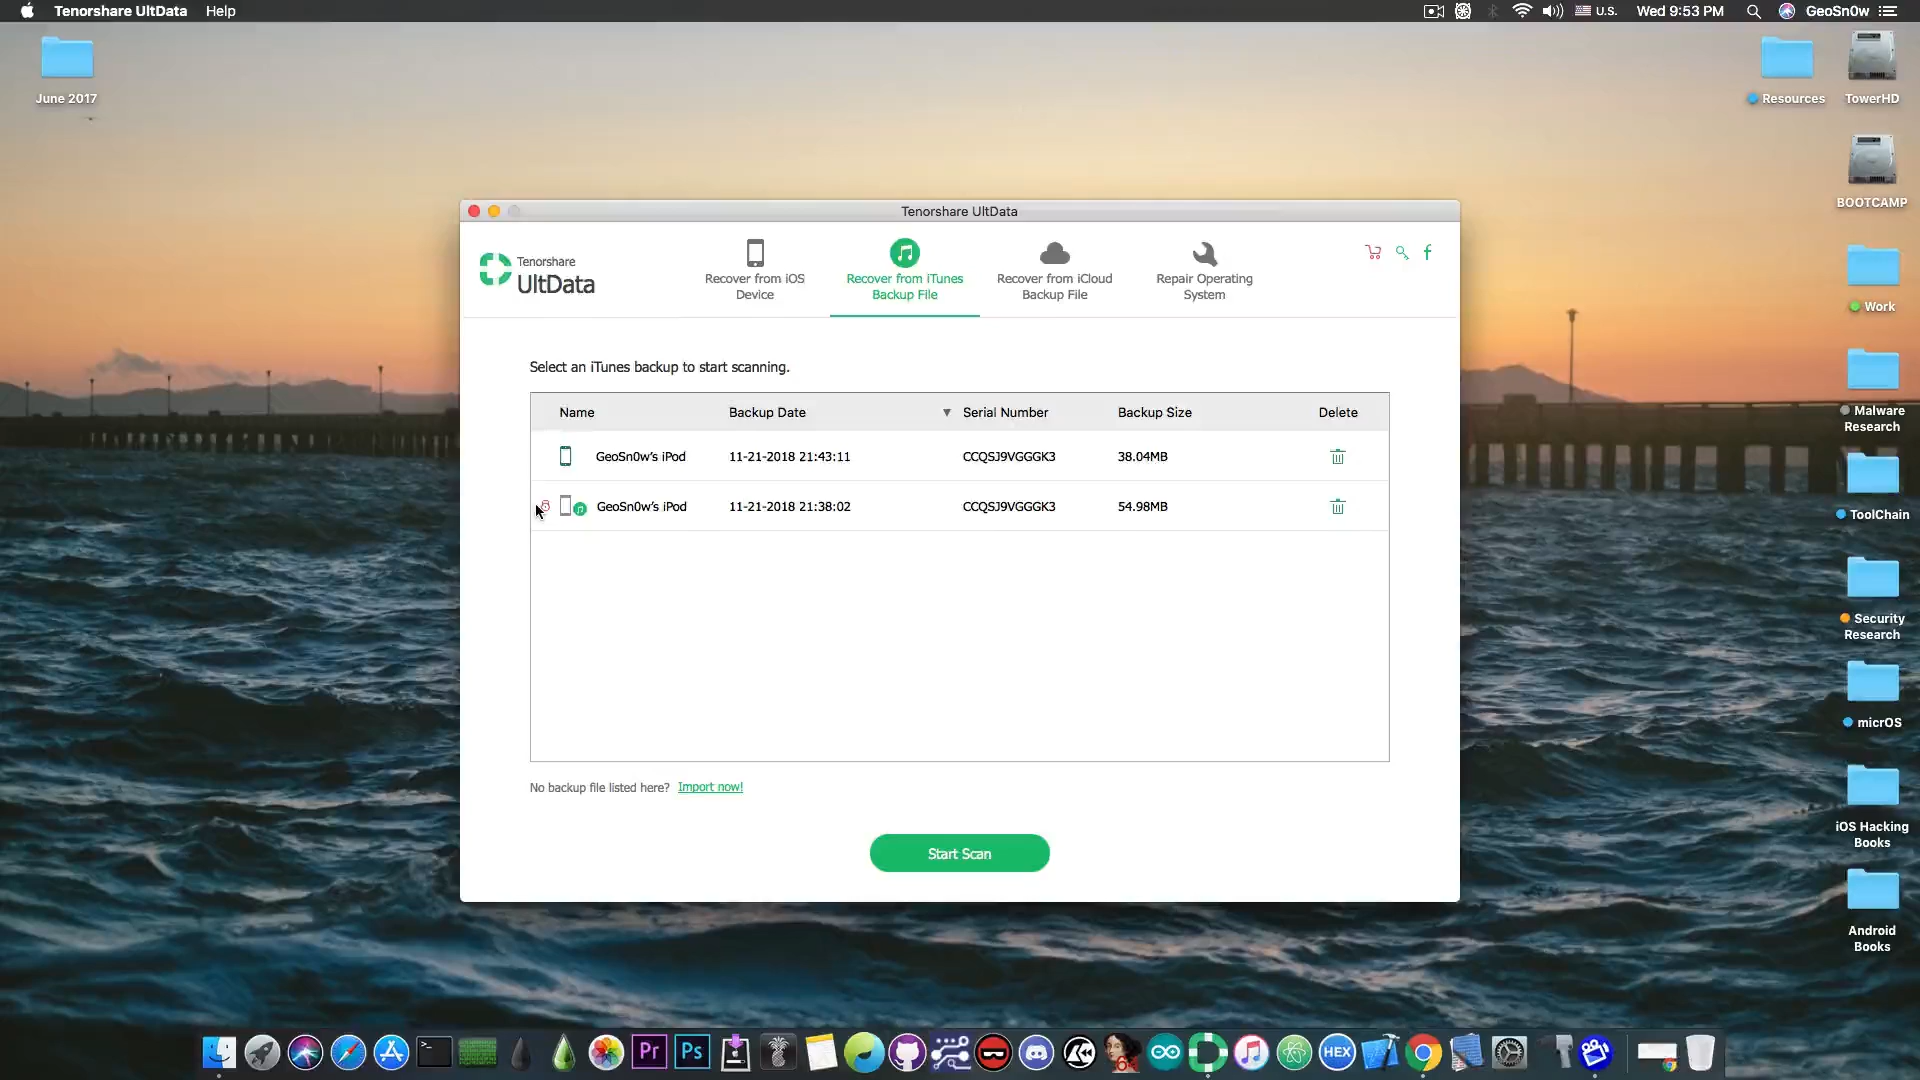 Tenorshare UltData Help
U.S. Wed 9:53 PM GeoSn0w
June 2017
Resources
TowerHD
BOOTCAMP
Work
Malware
Research
ToolChain
Security
Research
micrOS
iOS Hacking
Books
Android
Books
Tenorshare UltData
Tenorshare
UltData
Recover from iOS
Device
Recover from iTunes
Backup File
Recover from iCloud
Backup File
Repair Operating
System
Select an iTunes backup to start scanning.
Name Backup Date Serial Number Backup Size Delete
GeoSn0w's iPod 11-21-2018 21:43:11 CCQSJ9VGGGK3 38.04MB
GeoSn0w's iPod 11-21-2018 21:38:02 CCQSJ9VGGGK3 54.98MB
No backup file listed here? Import now!
Start Scan
Pr Ps HEX